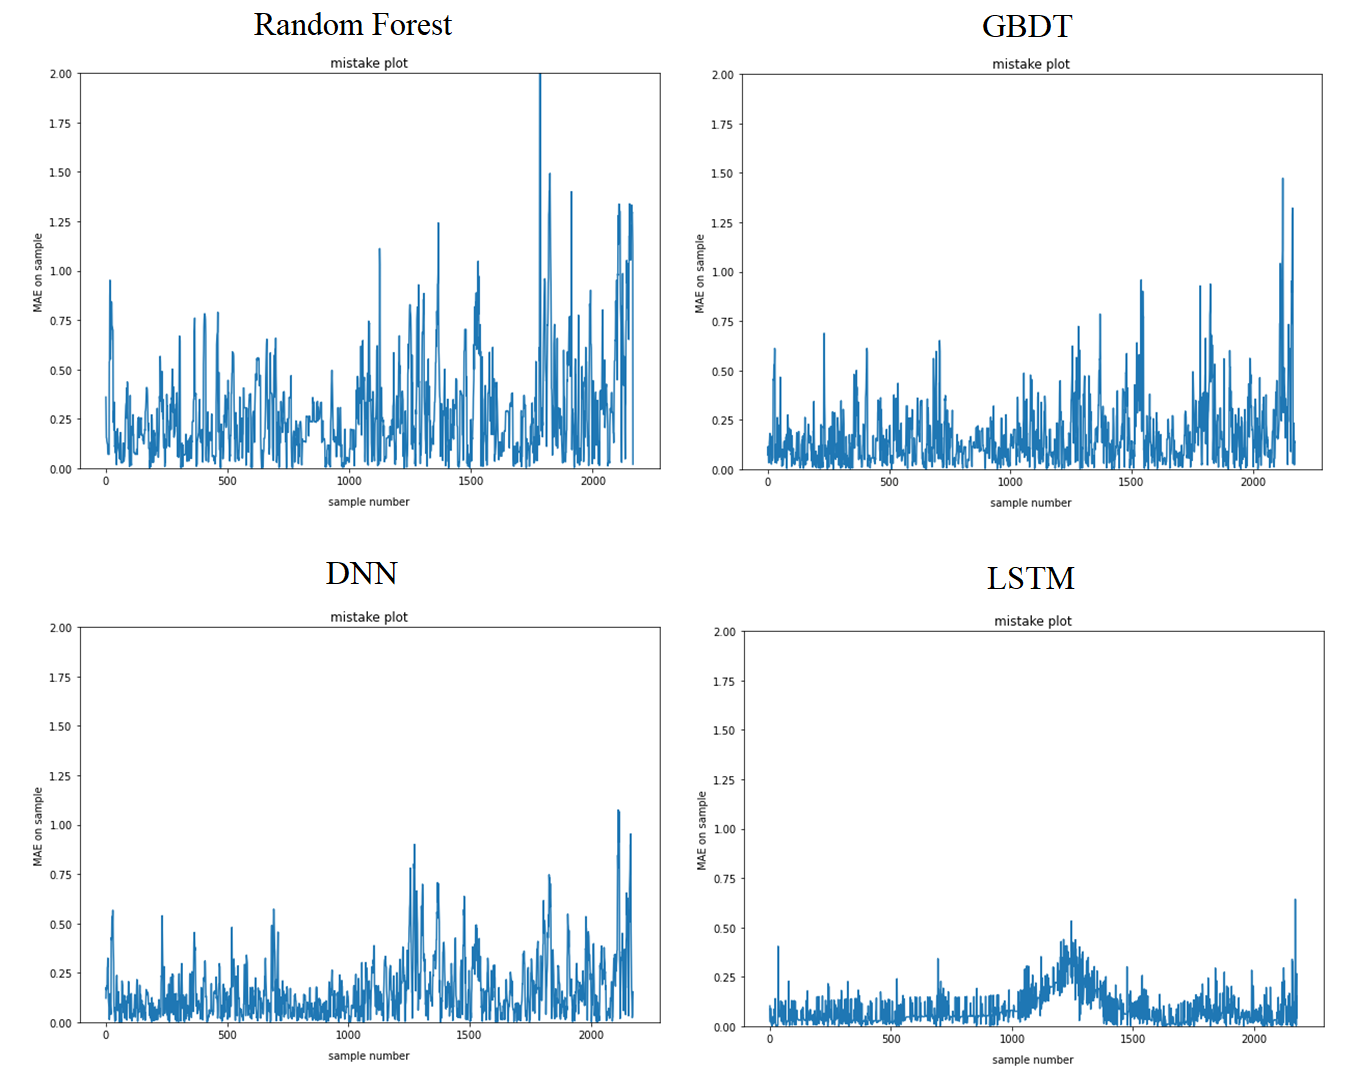 Random Forest
mistake plot
2.00
1.75
1.50
1.25
1.00
0.75
0.50
0.25
0.00
MAE on sample
0 500 1000 1500 2000
sample number
GBDT
mistake plot
2.00
1.75
1.50
1.25
1.00
0.75
0.50
0.25
0.00
MAE on sample
0 500 1000 1500 2000
sample number
DNN
mistake plot
2.00
1.75
1.50
1.25
1.00
0.75
0.50
0.25
0.00
MAE on sample
0 500 1000 1500 2000
sample number
LSTM
mistake plot
2.00
1.75
1.50
1.25
1.00
0.75
0.50
0.25
0.00
MAE on sample
0 500 1000 1500 2000
sample number